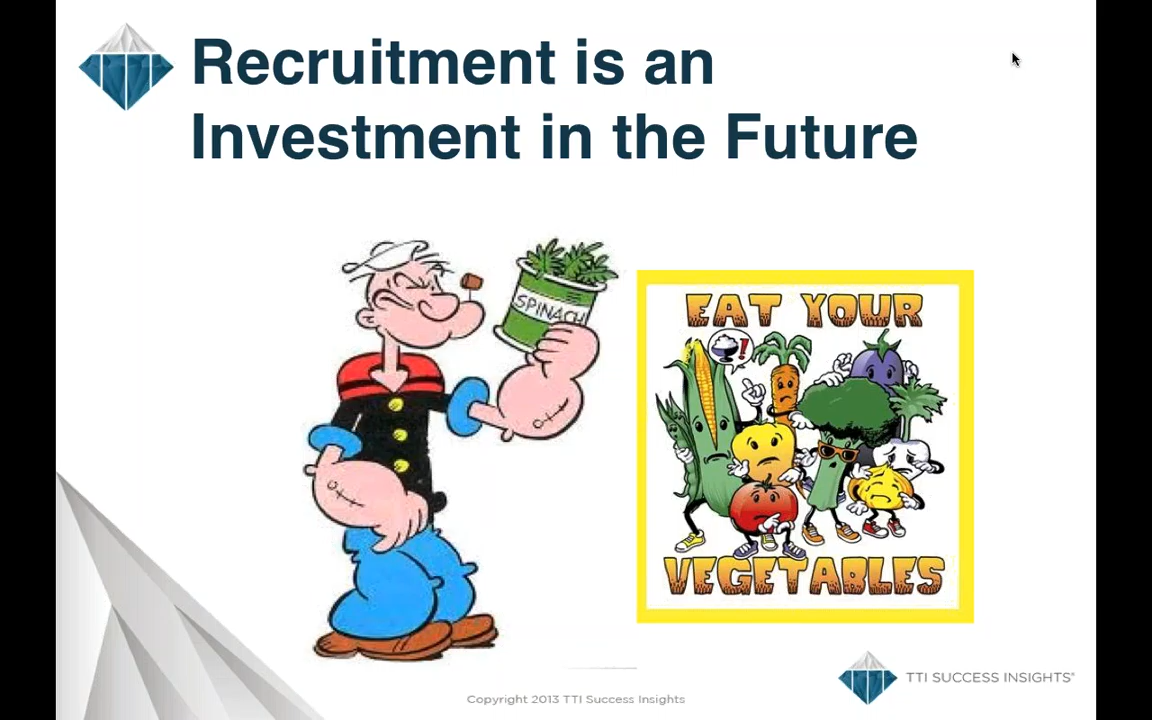 Recruitment is an
Investment in the Future
SPINACH
EAT YOUR
!
VEGETABLES
TTI SUCCESS INSIGHTS®
Copyright 2013 TTI Success Insights